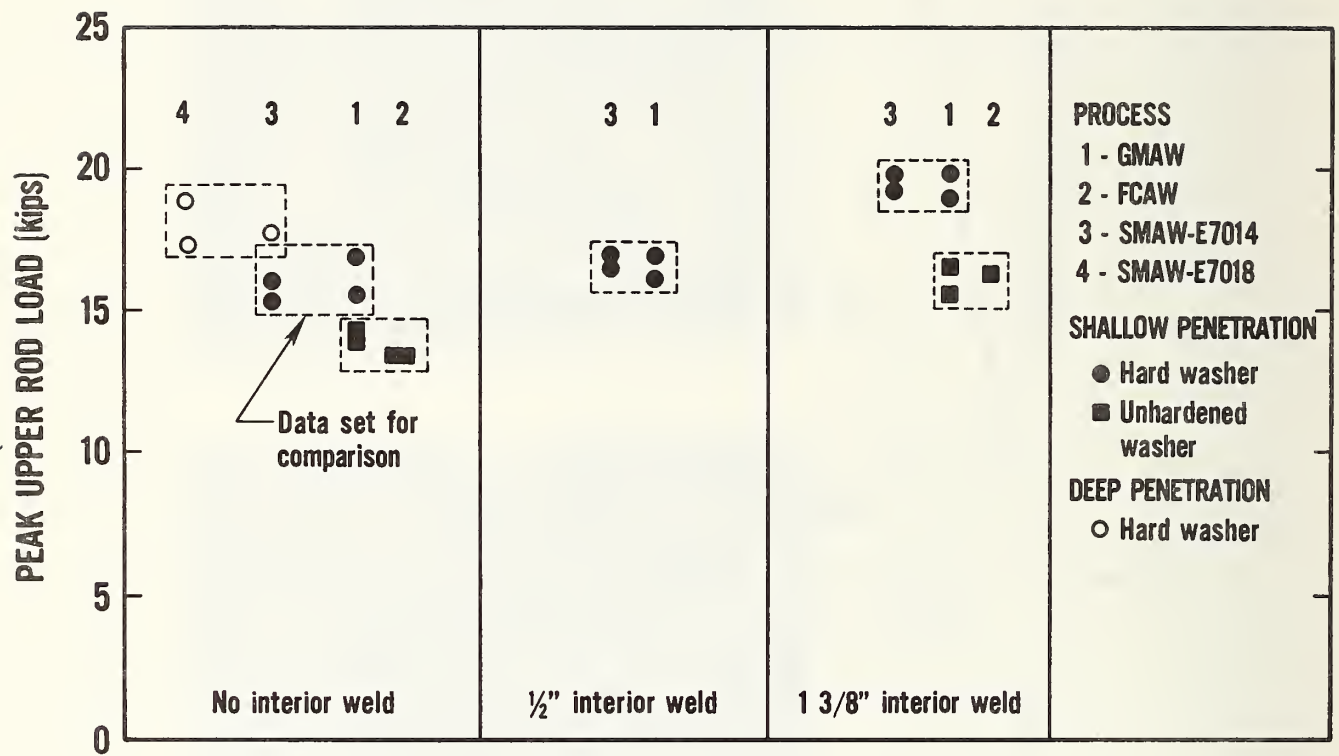 PEAK UPPER ROD LOAD (kips)
25
20
15
10
5
0
4 3 1 2
Data set for
comparison
No interior weld
3 1
½” interior weld
3 1 2
1 3/8” interior weld
PROCESS
1 - GMAW
2 - FCAW
3 - SMAW-E7014
4 - SMAW-E7018
SHALLOW PENETRATION
Hard washer
Unhardened
washer
DEEP PENETRATION
Hard washer